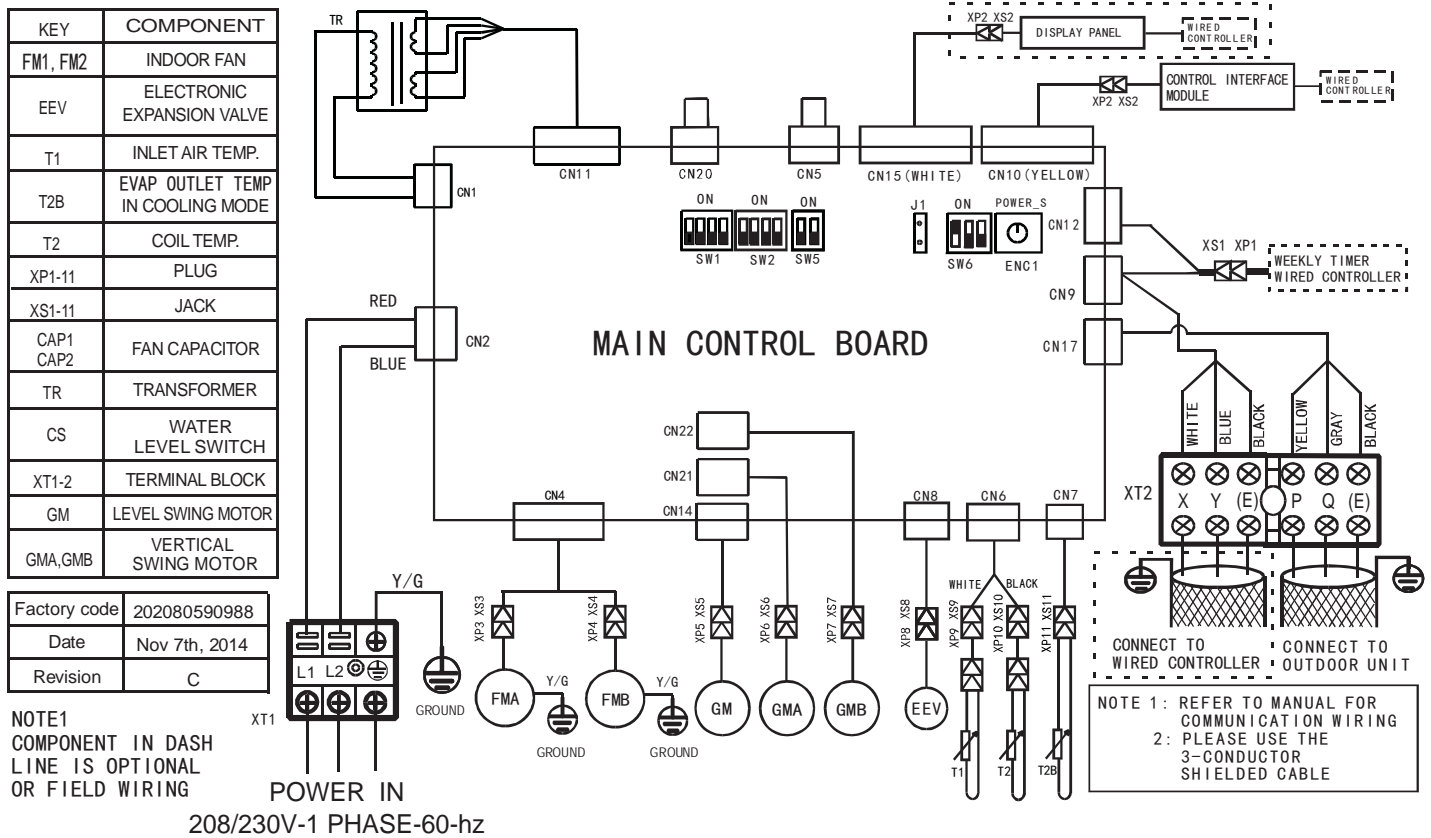 KEY COMPONENT
FM1, FM2 INDOOR FAN
EEV ELECTRONIC
EXPANSION VALVE
T1 INLET AIR TEMP.
T2B EVAP OUTLET TEMP
IN COOLING MODE
T2 COIL TEMP.
XP1-11 PLUG
XS1-11 JACK
CAP1
CAP2 FAN CAPACITOR
TR TRANSFORMER
CS WATER
LEVEL SWITCH
XT1-2 TERMINAL BLOCK
GM LEVEL SWING MOTOR
GMA,GMB VERTICAL
SWING MOTOR
Factory code 202080590988
Date Nov 7th, 2014
Revision C
NOTE1
COMPONENT IN DASH
LINE IS OPTIONAL
OR FIELD WIRING
TR
XP2 XS2
DISPLAY PANEL
WIRED
CONTROLLER
XP2 XS2
CONTROL INTERFACE
MODULE
WIRED
CONTROLLER
CN11
CN20
CN5
CN15(WHITE)
CN10(YELLOW)
CN1
ON
SW1
ON
SW2
ON
SW5
J1
ON
SW6
POWER_S
ENC1
CN12
XS1 XP1
WEEKLY TIMER
WIRED CONTROLLER
CN9
CN17
RED
CN2
BLUE
MAIN CONTROL BOARD
WHITE
BLUE
BLACK
YELLOW
GRAY
BLACK
XT2
X Y (E) P Q (E)
CN22
CN21
CN14
CN4
CN8
CN6
CN7
Y/G
L1 L2
XT1
GROUND
POWER IN
208/230V-1 PHASE-60-hz
XP3 XS3
XP4 XS4
XP5 XS5
XP6 XS6
XP7 XS7
XP8 XS8
WHITE
BLACK
XP9 XS9
XP10 XS10
XP11 XS11
FMA
Y/G
GROUND
FMB
Y/G
GROUND
GM
GMA
GMB
EEV
T1
T2
T2B
CONNECT TO
WIRED CONTROLLER
CONNECT TO
OUTDOOR UNIT
NOTE 1: REFER TO MANUAL FOR
COMMUNICATION WIRING
2: PLEASE USE THE
3-CONDUCTOR
SHIELDED CABLE